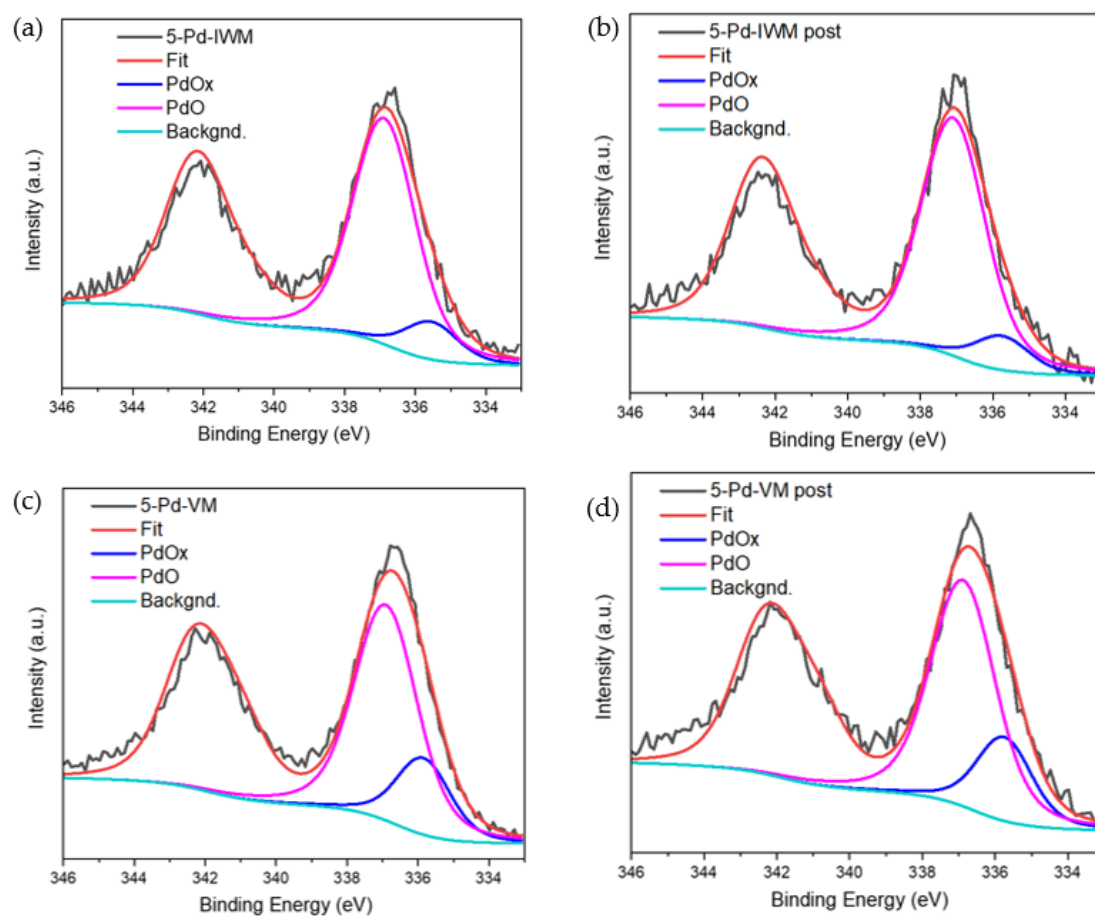 (a)
5-Pd-IWM
Fit
PdOx
PdO
Backgnd.
Intensity (a.u.)
346 344 342 340 338 336 334
Binding Energy (eV)
(b)
5-Pd-IWM post
Fit
PdOx
PdO
Backgnd.
Intensity (a.u.)
346 344 342 340 338 336 334
Binding Energy (eV)
(c)
5-Pd-VM
Fit
PdOx
PdO
Backgnd.
Intensity (a.u.)
346 344 342 340 338 336 334
Binding Energy (eV)
(d)
5-Pd-VM post
Fit
PdOx
PdO
Backgnd.
Intensity (a.u.)
346 344 342 340 338 336 334
Binding Energy (eV)